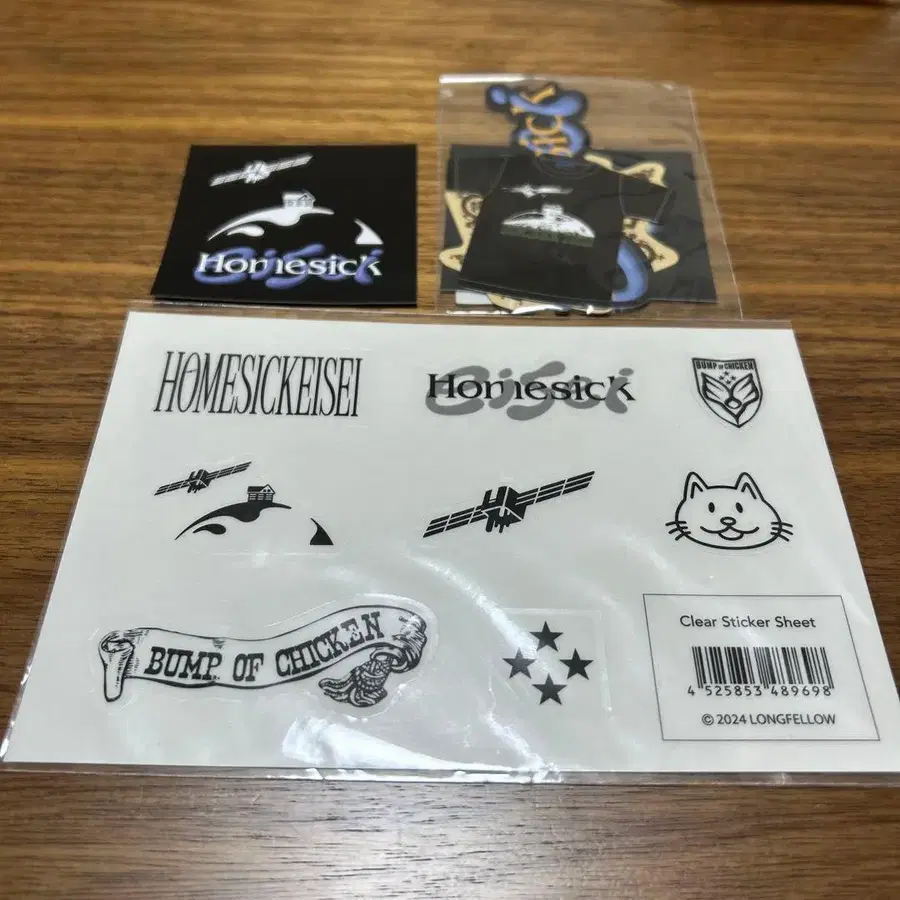 Homesick
eisei
ick
HOMESICKEISEI
Homesick
eisei
BUMP OF CHICKEN
BUMP OF CHICKEN
Clear Sticker Sheet
4 525853 489698
©2024 LONGFELLOW